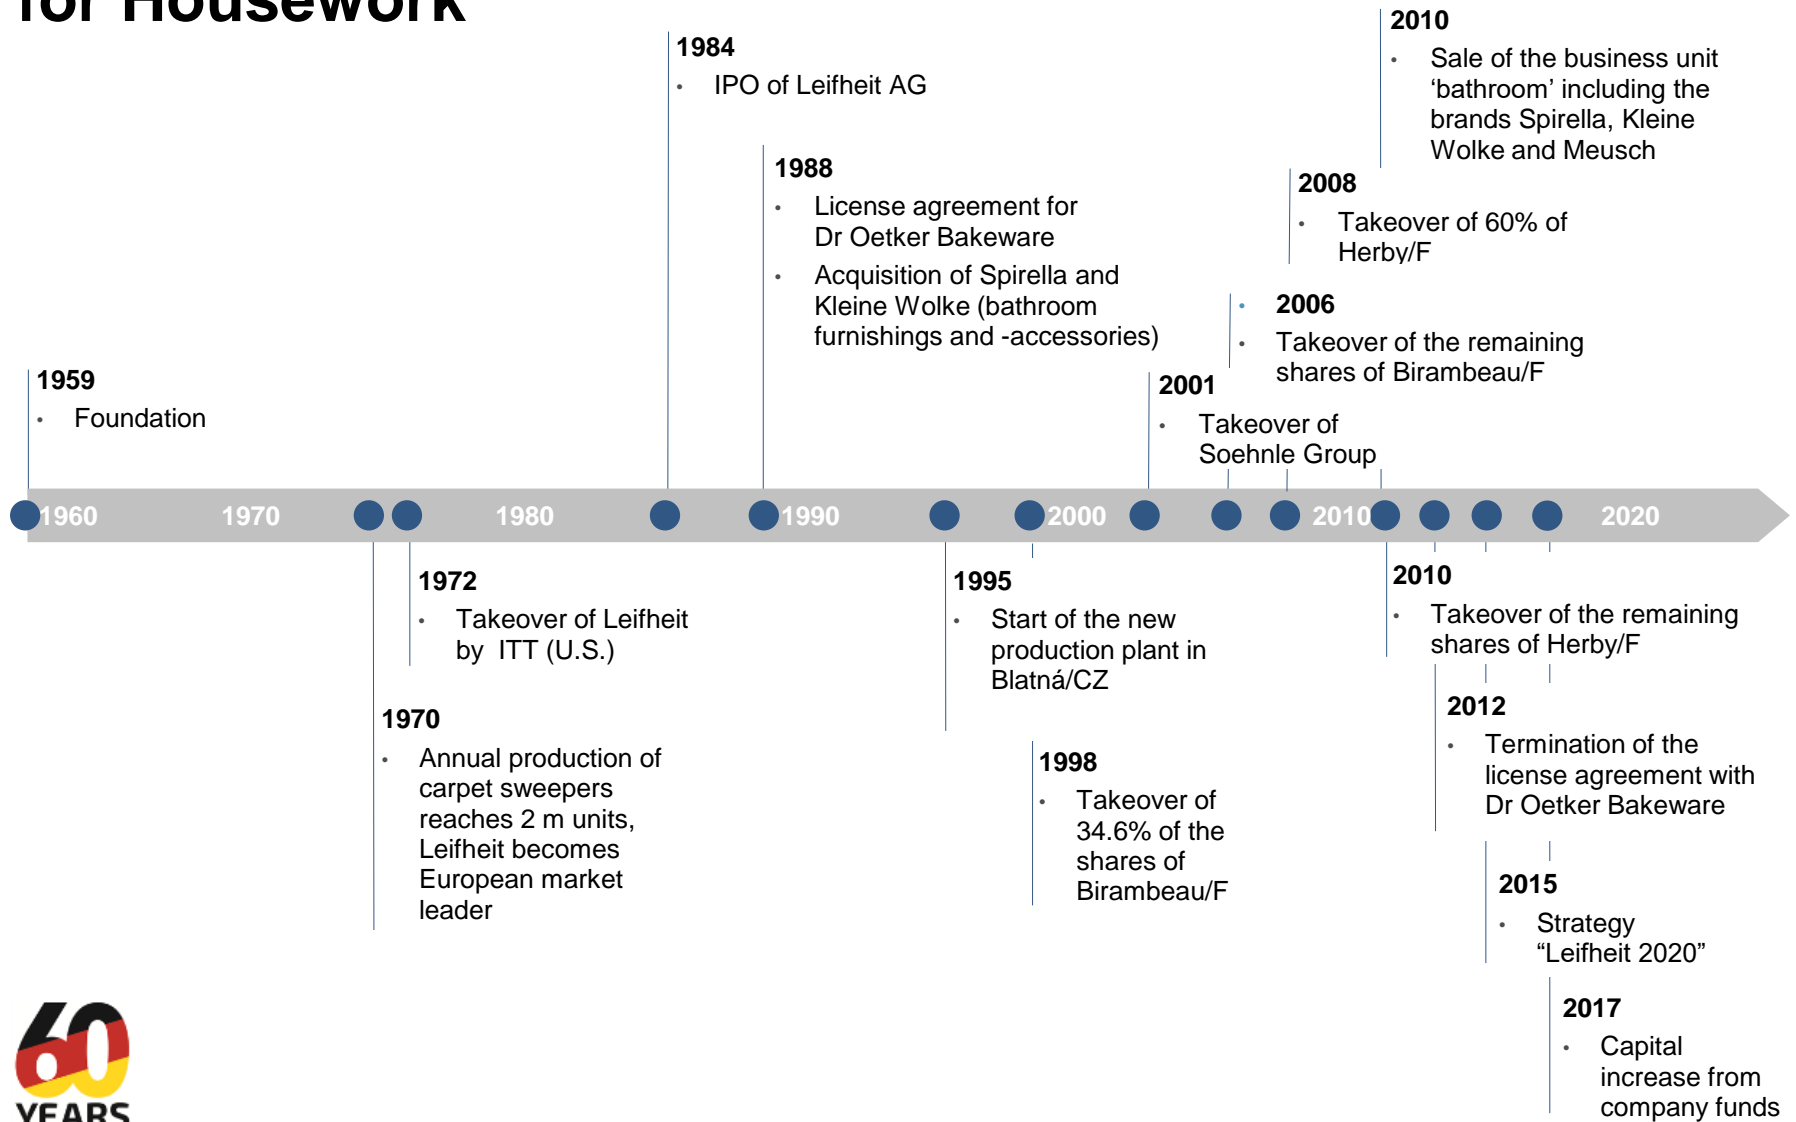 for Housework
1984
• IPO of Leifheit AG
2010
• Sale of the business unit
‘bathroom’ including the
brands Spirella, Kleine
Wolke and Meusch
1988
• License agreement for
Dr Oetker Bakeware
• Acquisition of Spirella and
Kleine Wolke (bathroom
furnishings and -accessories)
2008
• Takeover of 60% of
Herby/F
• 2006
• Takeover of the remaining
shares of Birambeau/F
1959
• Foundation
2001
• Takeover of
Soehnle Group
1960 1970 1980 1990 2000 2010 2020
1972
• Takeover of Leifheit
by ITT (U.S.)
1970
• Annual production of
carpet sweepers
reaches 2 m units,
Leifheit becomes
European market
leader
1995
• Start of the new
production plant in
Blatná/CZ
1998
• Takeover of
34.6% of the
shares of
Birambeau/F
2010
• Takeover of the remaining
shares of Herby/F
2012
• Termination of the
license agreement with
Dr Oetker Bakeware
2015
• Strategy
“Leifheit 2020”
2017
• Capital
increase from
company funds
60
YEARS